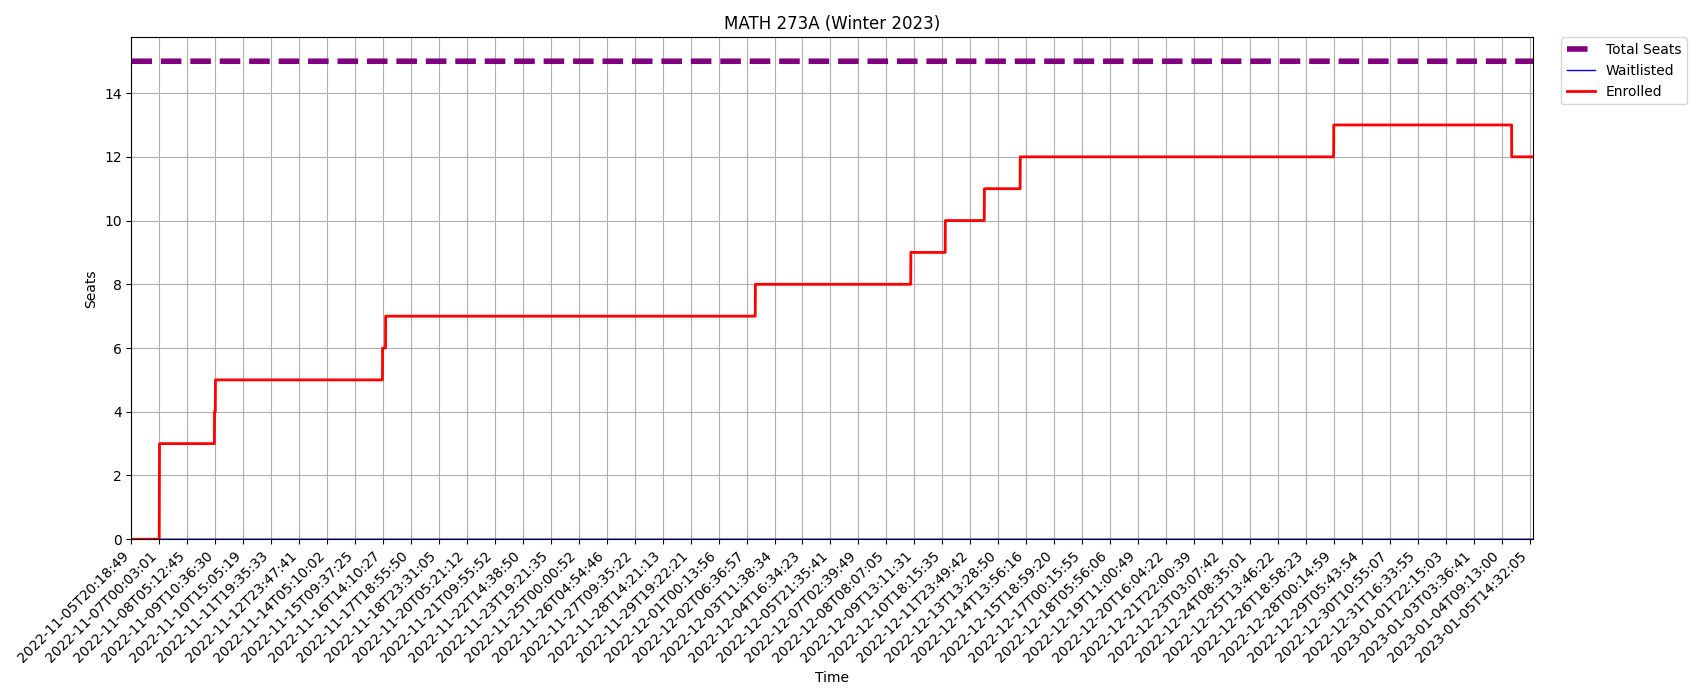 MATH 273A (Winter 2023)
Total Seats
Waitlisted
Enrolled
Seats
14
12
10
8
6
4
2
0
2022-11-05T20:18:49
2022-11-07T00:03:01
2022-11-08T05:12:45
2022-11-09T10:36:30
2022-11-10T15:05:19
2022-11-11T19:35:33
2022-11-12T23:47:41
2022-11-14T05:10:02
2022-11-15T09:37:25
2022-11-16T14:10:27
2022-11-17T18:55:50
2022-11-18T23:31:05
2022-11-20T05:21:12
2022-11-21T09:55:52
2022-11-22T14:38:50
2022-11-23T19:21:35
2022-11-25T00:00:52
2022-11-26T04:54:46
2022-11-27T09:35:22
2022-11-28T14:21:13
2022-11-29T19:22:21
2022-12-01T00:13:56
2022-12-02T06:36:57
2022-12-03T11:38:34
2022-12-04T16:34:23
2022-12-05T21:35:41
2022-12-07T02:39:49
2022-12-08T08:07:05
2022-12-09T13:11:31
2022-12-10T18:15:35
2022-12-11T23:49:42
2022-12-13T13:28:50
2022-12-14T13:56:16
2022-12-15T18:59:20
2022-12-17T00:15:55
2022-12-18T05:56:06
2022-12-19T11:00:49
2022-12-20T16:04:22
2022-12-21T22:00:39
2022-12-23T03:07:42
2022-12-24T08:35:01
2022-12-25T13:46:22
2022-12-26T18:58:23
2022-12-28T00:14:59
2022-12-29T05:43:54
2022-12-30T10:55:07
2022-12-31T16:33:55
2023-01-01T22:15:03
2023-01-03T03:36:41
2023-01-04T09:13:00
2023-01-05T14:32:05
Time